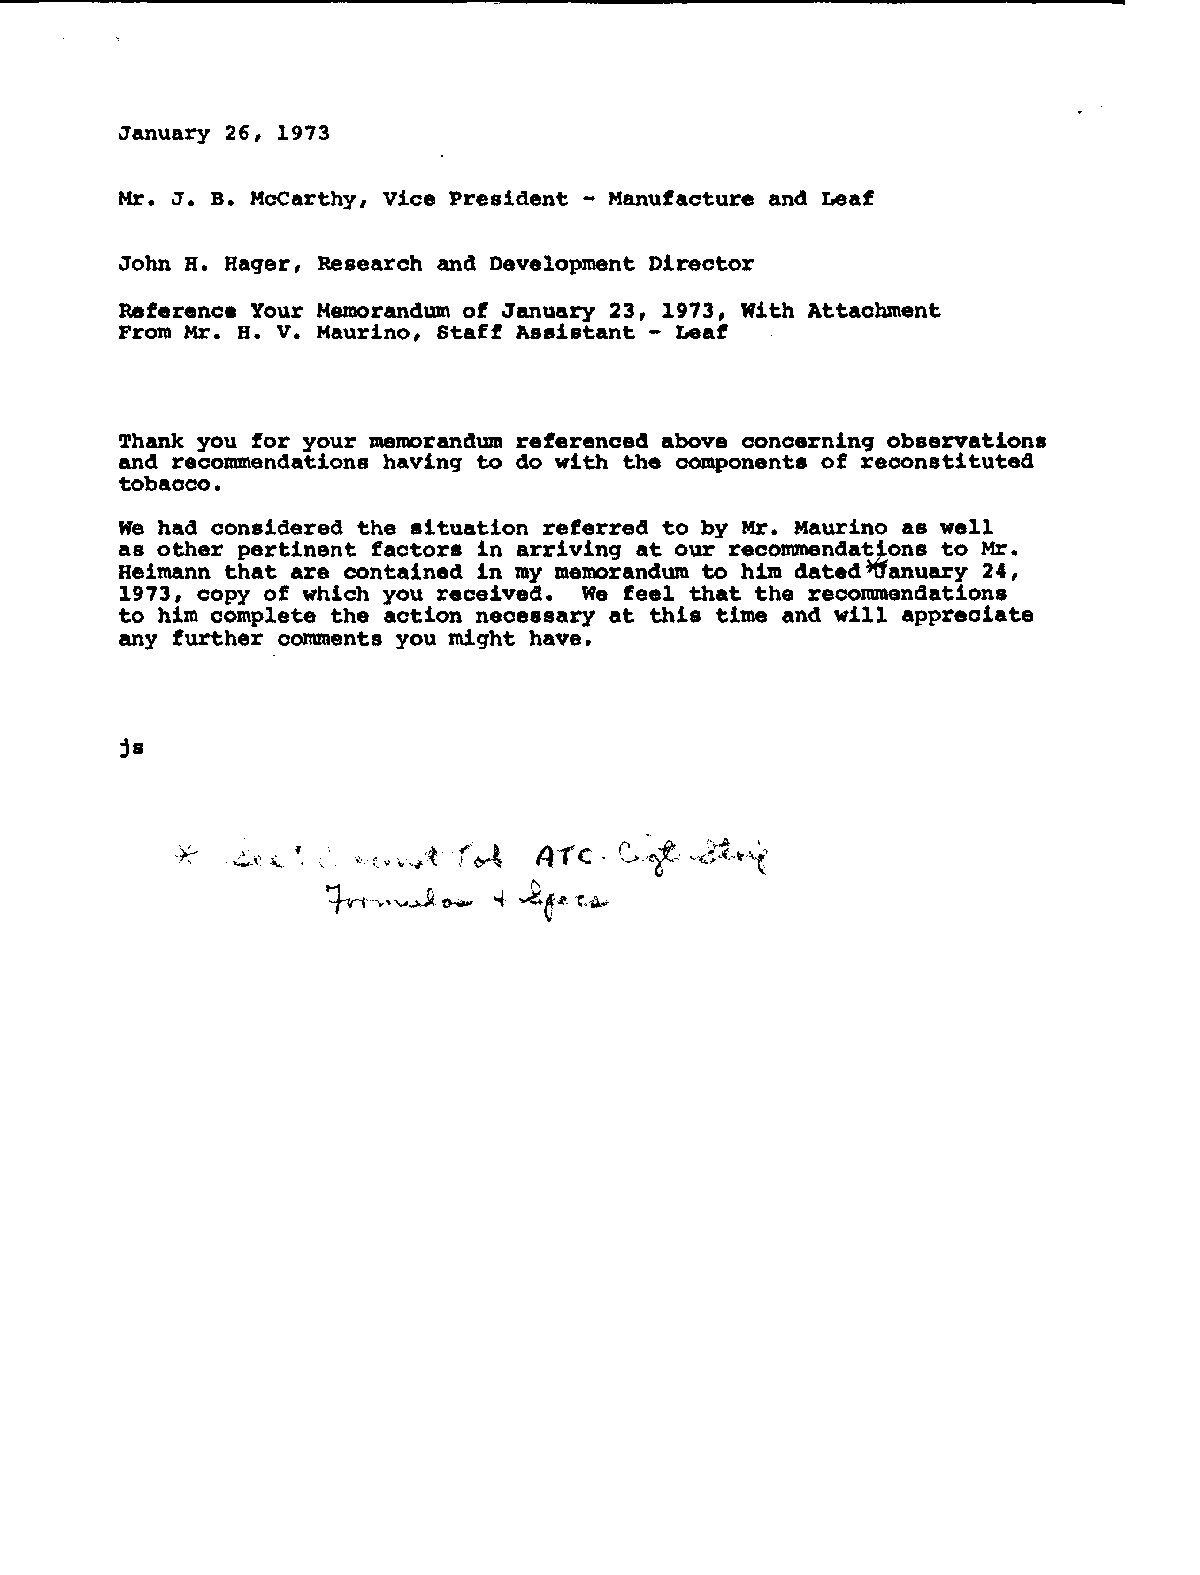 January 26, 1973
Mr. J. B. McCarthy, Vice President - Manufacture and Leaf
John H. Hager, Research and Development Director
Reference Your Memorandum of January 23, 1973, With Attachment
From Mr. H. V. Maurino, Staff Assistant - Leaf
Thank you for your memorandum referenced above concerning observations
and recommendations having to do with the components of reconstituted
tobacco.
We had considered the situation referred to by Mr. Maurino as well
as other pertinent factors in arriving at our recommendations to Mr.
Heimann that are contained in my memorandum to him dated *January 24,
1973, copy of which you received. We feel that the recommendations
to him complete the action necessary at this time and will appreciate
any further comments you might have.
js
* Tob ATC.
Formulas + Specs